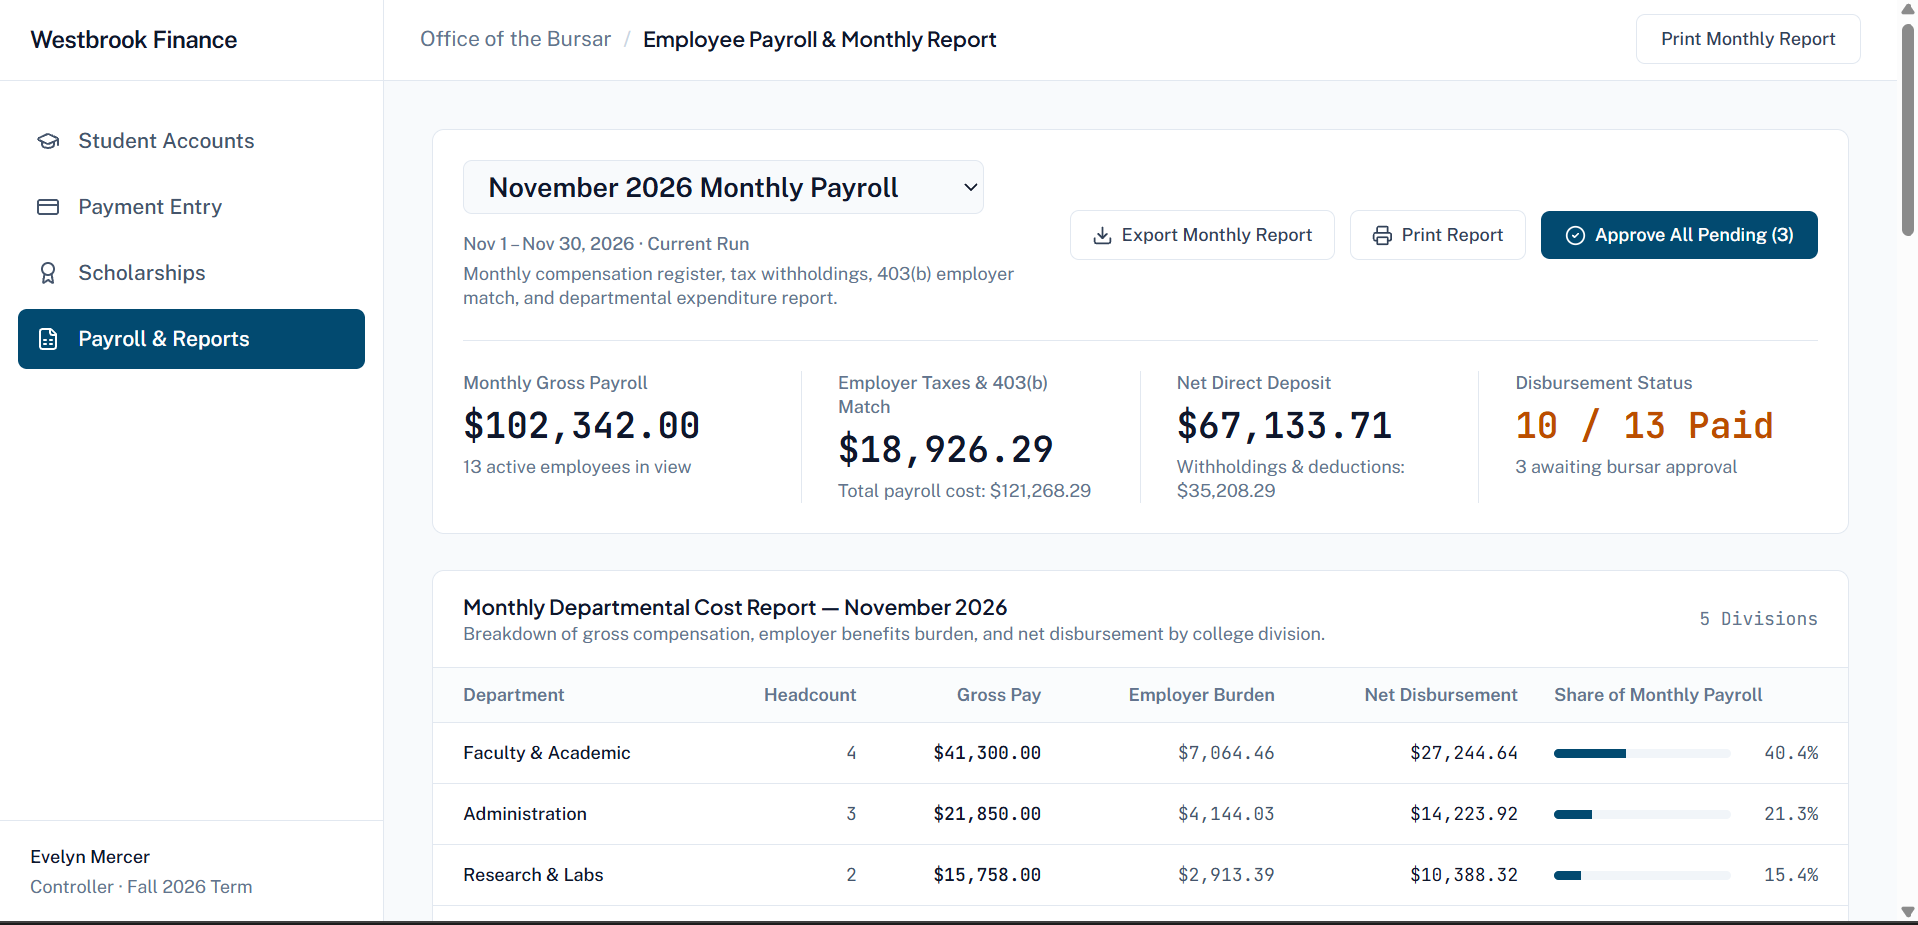 Westbrook Finance
Office of the Bursar / Employee Payroll & Monthly Report
Print Monthly Report
Student Accounts
Payment Entry
Scholarships
Payroll & Reports
November 2026 Monthly Payroll
Nov 1 – Nov 30, 2026 · Current Run
Monthly compensation register, tax withholdings, 403(b) employer
match, and departmental expenditure report.
Export Monthly Report
Print Report
Approve All Pending (3)
Monthly Gross Payroll
$102,342.00
13 active employees in view
Employer Taxes & 403(b)
Match
$18,926.29
Total payroll cost: $121,268.29
Net Direct Deposit
$67,133.71
Withholdings & deductions:
$35,208.29
Disbursement Status
10 / 13 Paid
3 awaiting bursar approval
Monthly Departmental Cost Report — November 2026
Breakdown of gross compensation, employer benefits burden, and net disbursement by college division.
5 Divisions
Department Headcount Gross Pay Employer Burden Net Disbursement Share of Monthly Payroll
Faculty & Academic 4 $41,300.00 $7,064.46 $27,244.64 40.4%
Administration 3 $21,850.00 $4,144.03 $14,223.92 21.3%
Research & Labs 2 $15,758.00 $2,913.39 $10,388.32 15.4%
Evelyn Mercer
Controller · Fall 2026 Term